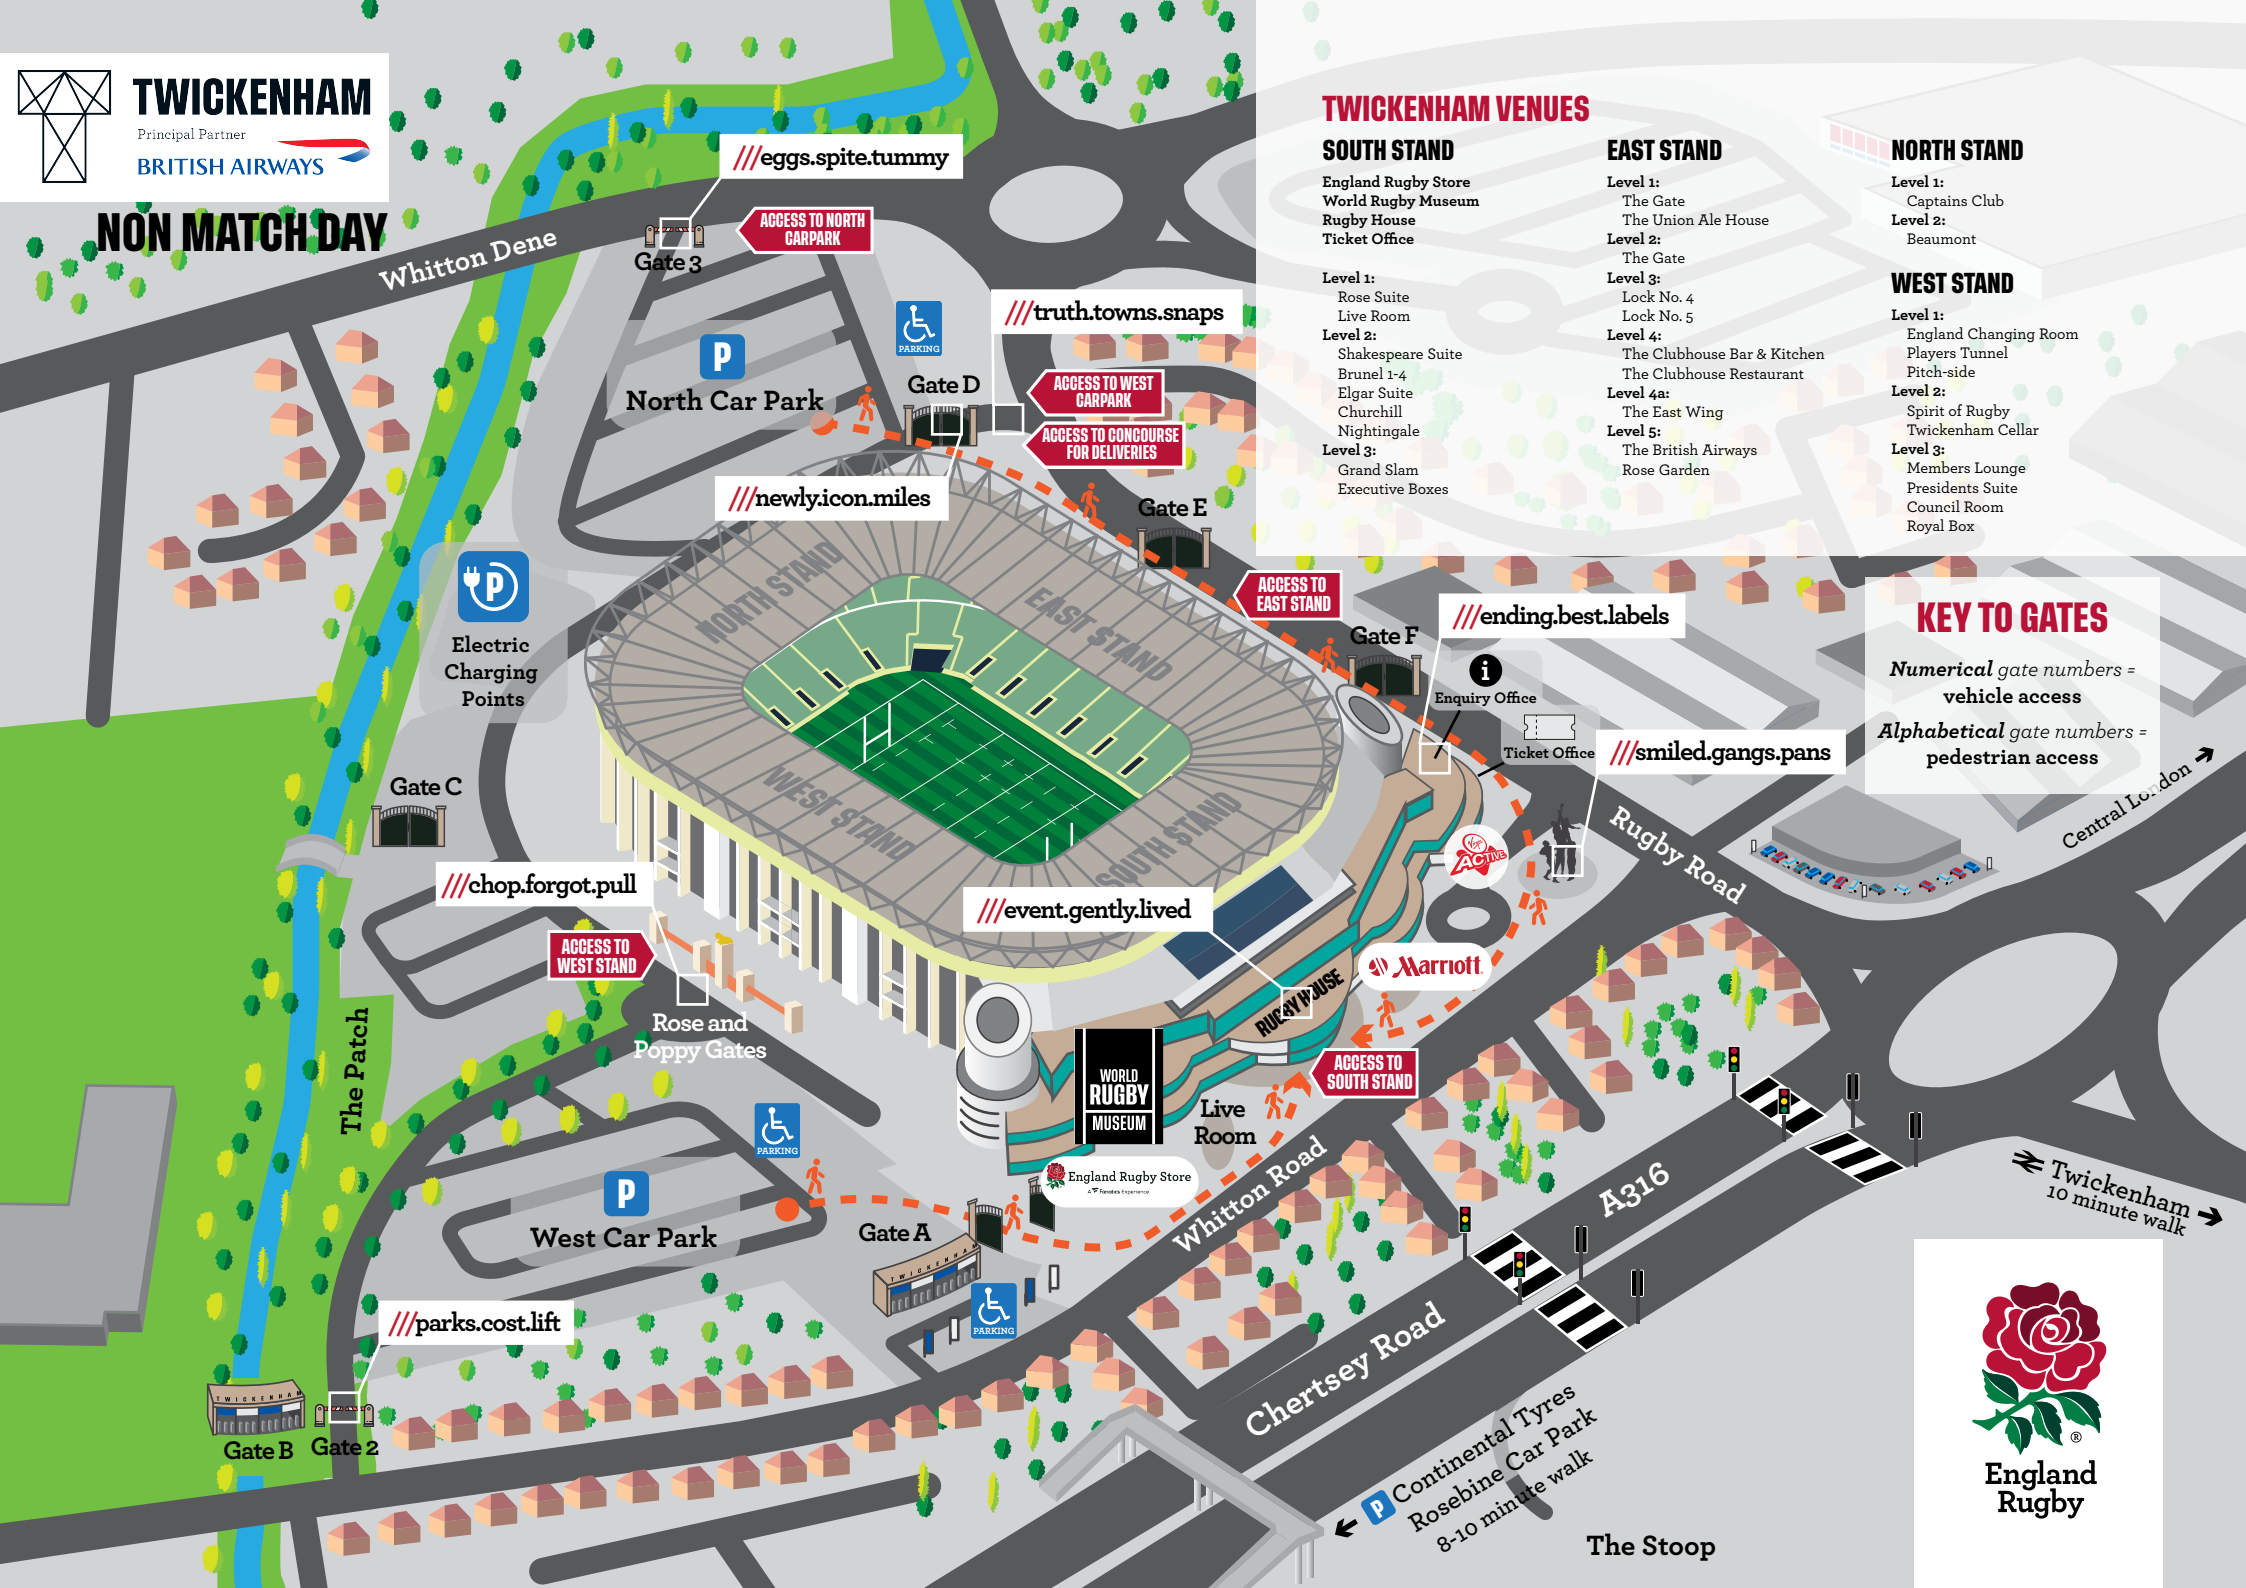 TWICKENHAM
Principal Partner
BRITISH AIRWAYS
NON MATCH DAY
Whitton Dene
///eggs.spite.tummy
ACCESS TO NORTH
CARPARK
Gate 3
P
North Car Park
PARKING
///truth.towns.snaps
Gate D
ACCESS TO WEST
CARPARK
ACCESS TO CONCOURSE
FOR DELIVERIES
///newly.icon.miles
Gate E
ACCESS TO
EAST STAND
Gate F
///ending.best.labels
i
Enquiry Office
Ticket Office
///smiled.gangs.pans
P
Electric
Charging
Points
NORTH STAND
EAST STAND
WEST STAND
SOUTH STAND
Gate C
///chop.forgot.pull
ACCESS TO
WEST STAND
Rose and
Poppy Gates
///event.gently.lived
RUGBY HOUSE
Virgin
ACTIVE
Marriott
ACCESS TO
SOUTH STAND
WORLD
RUGBY
MUSEUM
Live
Room
England Rugby Store
A Fanatics Experience
The Patch
PARKING
P
West Car Park
Gate A
TWICKENHAM
PARKING
///parks.cost.lift
TWICKENHAM
Gate B
Gate 2
Whitton Road
Rugby Road
Central London
A316
Chertsey Road
Twickenham
10 minute walk
P Continental Tyres
Rosebine Car Park
8-10 minute walk
The Stoop
TWICKENHAM VENUES
SOUTH STAND
England Rugby Store
World Rugby Museum
Rugby House
Ticket Office
Level 1:
Rose Suite
Live Room
Level 2:
Shakespeare Suite
Brunel 1-4
Elgar Suite
Churchill
Nightingale
Level 3:
Grand Slam
Executive Boxes
EAST STAND
Level 1:
The Gate
The Union Ale House
Level 2:
The Gate
Level 3:
Lock No. 4
Lock No. 5
Level 4:
The Clubhouse Bar & Kitchen
The Clubhouse Restaurant
Level 4a:
The East Wing
Level 5:
The British Airways
Rose Garden
NORTH STAND
Level 1:
Captains Club
Level 2:
Beaumont
WEST STAND
Level 1:
England Changing Room
Players Tunnel
Pitch-side
Level 2:
Spirit of Rugby
Twickenham Cellar
Level 3:
Members Lounge
Presidents Suite
Council Room
Royal Box
KEY TO GATES
Numerical gate numbers =
vehicle access
Alphabetical gate numbers =
pedestrian access
®
England
Rugby